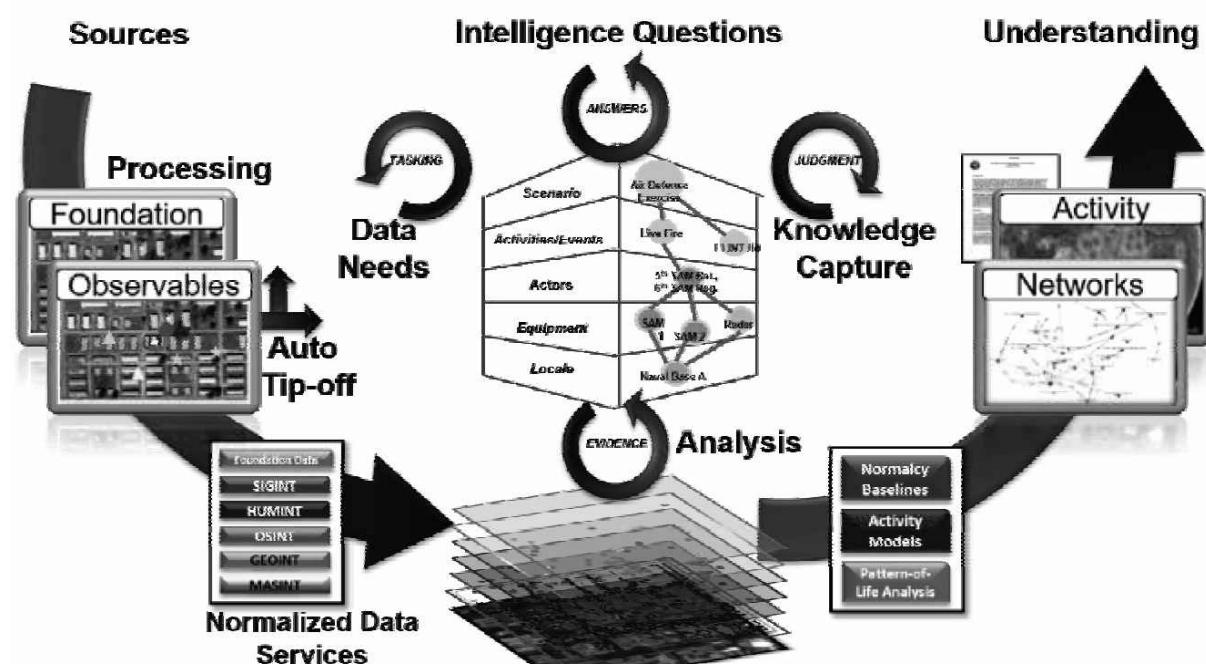 Sources
Intelligence Questions
Understanding
ANSWERS
TASKING
JUDGMENT
Processing
Foundation
Observables
Auto
Tip-off
Data
Needs
Scenario
Activities/Events
Actors
Equipment
Locale
Air Defense
Exercise
Live Fire
5th SAM Bat.,
6th SAM Reg.
SAM
1
SAM 2
Radar
Naval Base A
Knowledge
Capture
Activity
Networks
EVIDENCE
Analysis
Foundation Data
SIGINT
HUMINT
OSINT
GEOINT
MASINT
Normalized Data
Services
Normalcy
Baselines
Activity
Models
Pattern-of-
Life Analysis